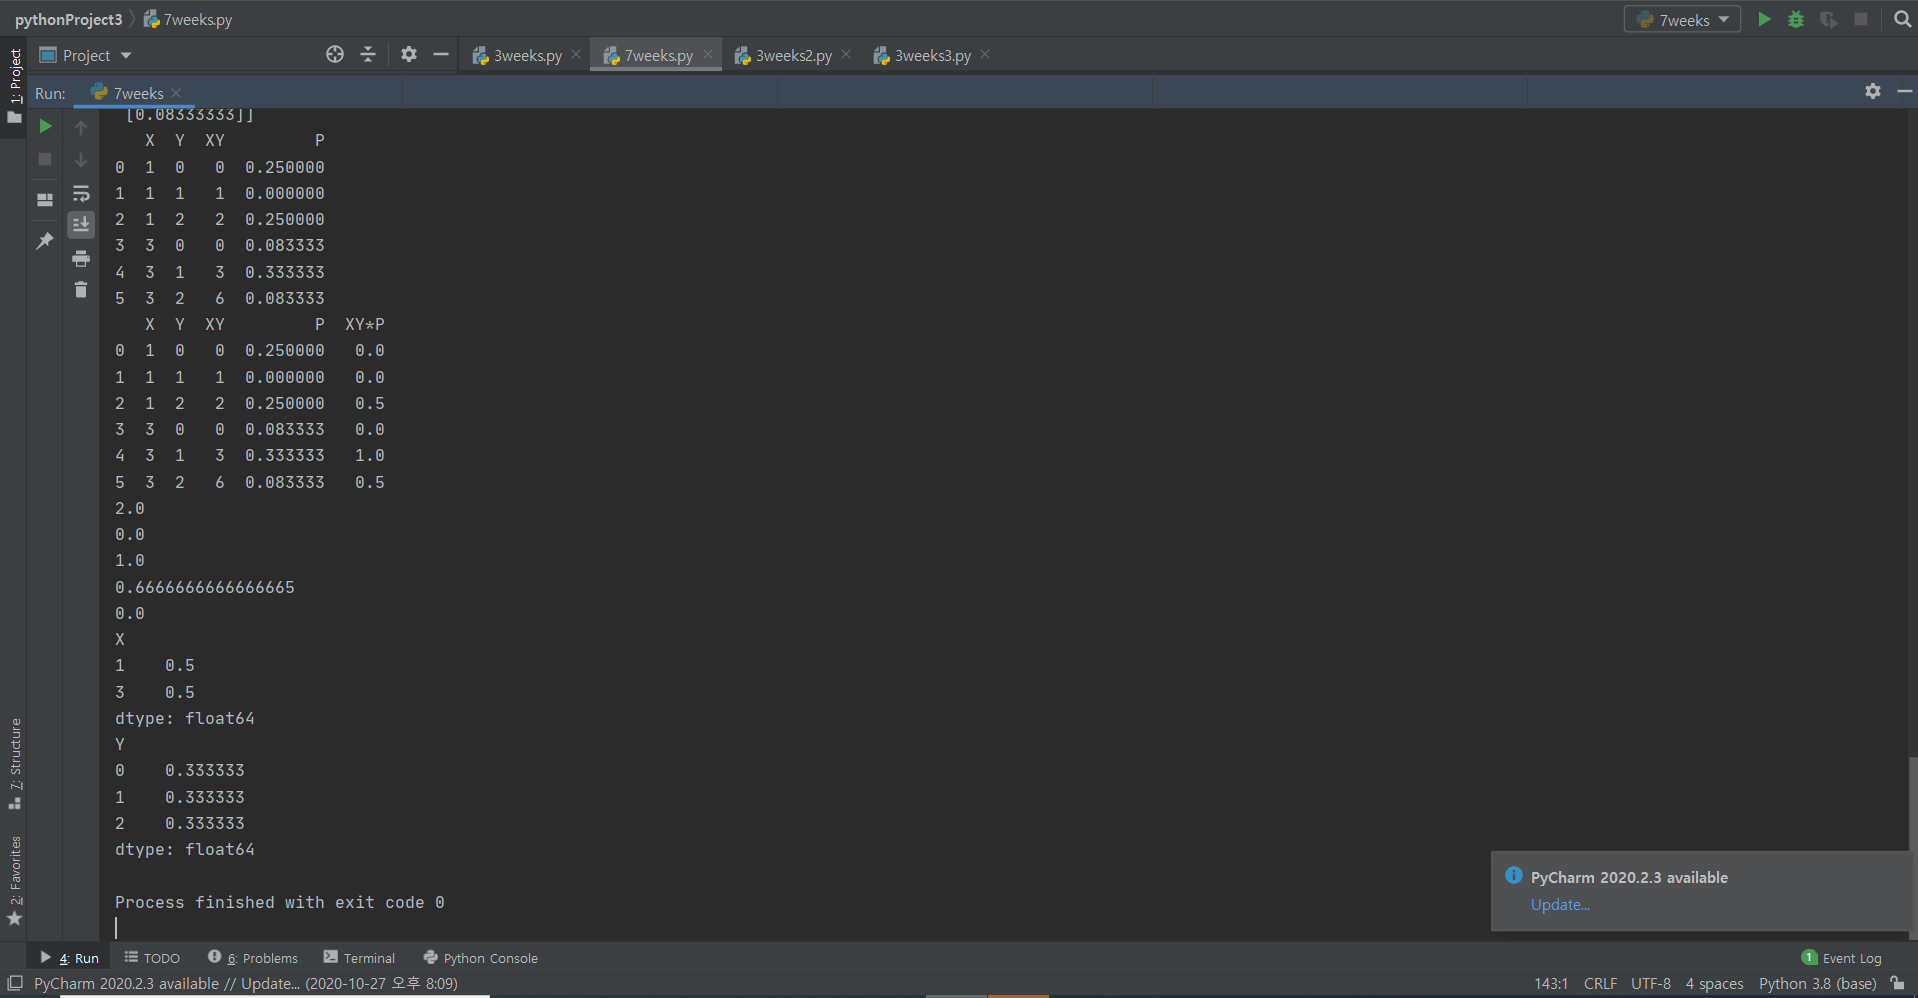 pythonProject3 7weeks.py 7weeks
Project 3weeks.py 7weeks.py 3weeks2.py 3weeks3.py
1: Project
Run: 7weeks
 [0.08333333]]
   X  Y  XY         P
0  1  0   0  0.250000
1  1  1   1  0.000000
2  1  2   2  0.250000
3  3  0   0  0.083333
4  3  1   3  0.333333
5  3  2   6  0.083333
   X  Y  XY         P  XY*P
0  1  0   0  0.250000   0.0
1  1  1   1  0.000000   0.0
2  1  2   2  0.250000   0.5
3  3  0   0  0.083333   0.0
4  3  1   3  0.333333   1.0
5  3  2   6  0.083333   0.5
2.0
0.0
1.0
0.6666666666666665
0.0
X
1    0.5
3    0.5
dtype: float64
Y
0    0.333333
1    0.333333
2    0.333333
dtype: float64
Process finished with exit code 0
7: Structure
2: Favorites
PyCharm 2020.2.3 available
Update...
4: Run TODO 6: Problems Terminal Python Console 1 Event Log
PyCharm 2020.2.3 available // Update... (2020-10-27 오후 8:09) 143:1 CRLF UTF-8 4 spaces Python 3.8 (base)